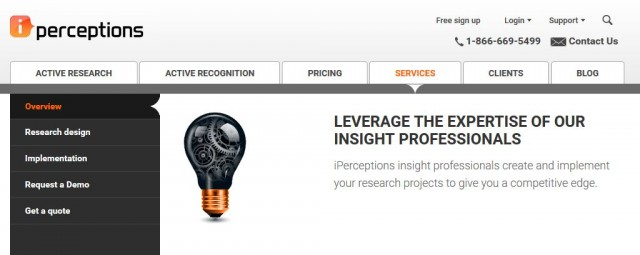 Free sign up Login Support
i perceptions
1-866-669-5499 Contact Us
ACTIVE RESEARCH ACTIVE RECOGNITION PRICING SERVICES CLIENTS BLOG
Overview
Research design
Implementation
Request a Demo
Get a quote
LEVERAGE THE EXPERTISE OF OUR
INSIGHT PROFESSIONALS
iPerceptions insight professionals create and implement
your research projects to give you a competitive edge.